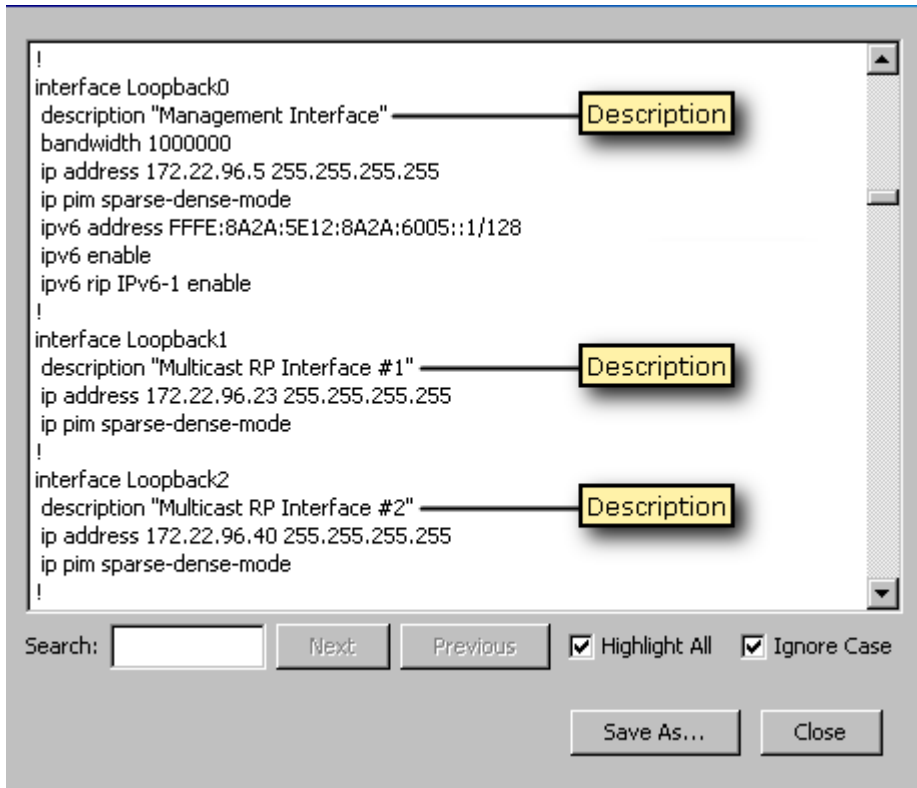 !
interface Loopback0
description "Management Interface" Description
bandwidth 1000000
ip address 172.22.96.5 255.255.255.255
ip pim sparse-dense-mode
ipv6 address FFFE:8A2A:5E12:8A2A:6005::1/128
ipv6 enable
ipv6 rip IPv6-1 enable
!
interface Loopback1
description "Multicast RP Interface #1" Description
ip address 172.22.96.23 255.255.255.255
ip pim sparse-dense-mode
!
interface Loopback2
description "Multicast RP Interface #2" Description
ip address 172.22.96.40 255.255.255.255
ip pim sparse-dense-mode
!
Search: Next Previous Highlight All Ignore Case
Save As... Close